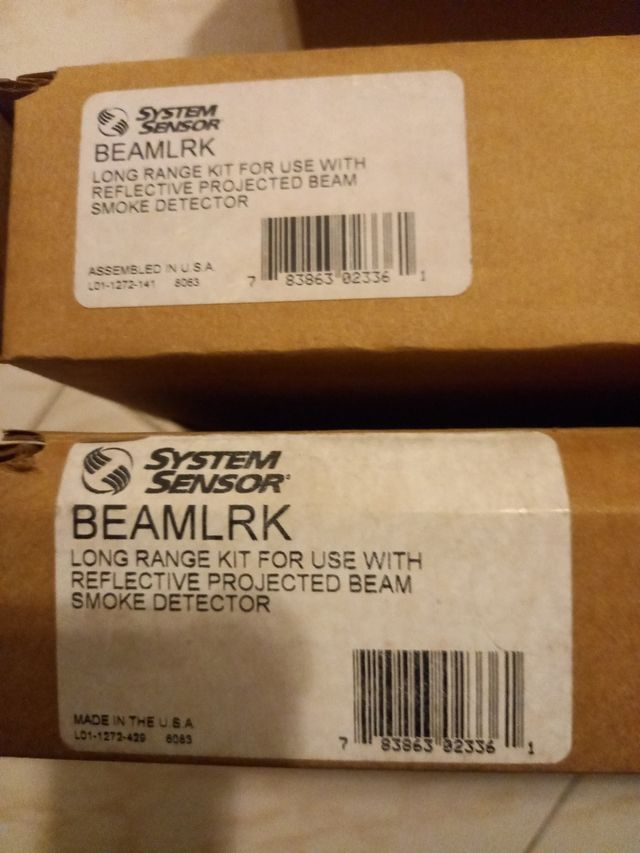 SYSTEM
SENSOR
BEAMLRK
LONG RANGE KIT FOR USE WITH
REFLECTIVE PROJECTED BEAM
SMOKE DETECTOR
ASSEMBLED IN U.S.A
L01-1272-141 8063
7 83863 02336 1
SYSTEM
SENSOR®
BEAMLRK
LONG RANGE KIT FOR USE WITH
REFLECTIVE PROJECTED BEAM
SMOKE DETECTOR
MADE IN THE U.S.A
L01-1272-429 6083
7 83863 02336 1